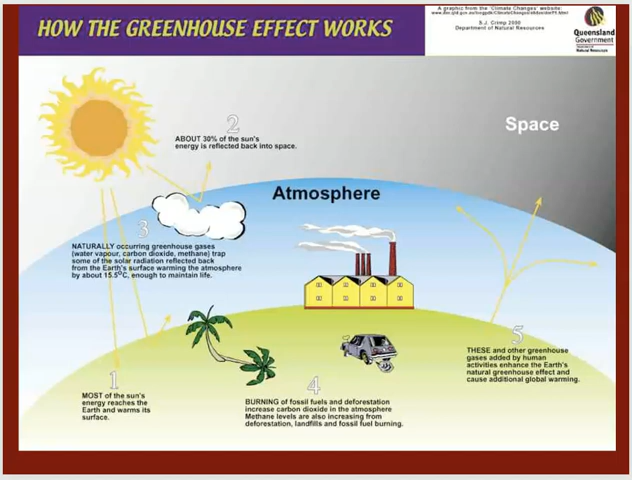 HOW THE GREENHOUSE EFFECT WORKS
A graphic from the 'Climate Changes' website:
S.J. Crimp 2000
Department of Natural Resources
Queensland
Government
Department of
Natural Resources
Space
2
ABOUT 30% of the sun's
energy is reflected back into space.
Atmosphere
3
NATURALLY occurring greenhouse gases
(water vapour, carbon dioxide, methane) trap
some of the solar radiation reflected back
from the Earth's surface warming the atmosphere
by about 15.5°C, enough to maintain life.
5
THESE and other greenhouse
gases added by human
activities enhance the Earth's
natural greenhouse effect and
cause additional global warming.
1
MOST of the sun's
energy reaches the
Earth and warms its
surface.
4
BURNING of fossil fuels and deforestation
increase carbon dioxide in the atmosphere
Methane levels are also increasing from
deforestation, landfills and fossil fuel burning.